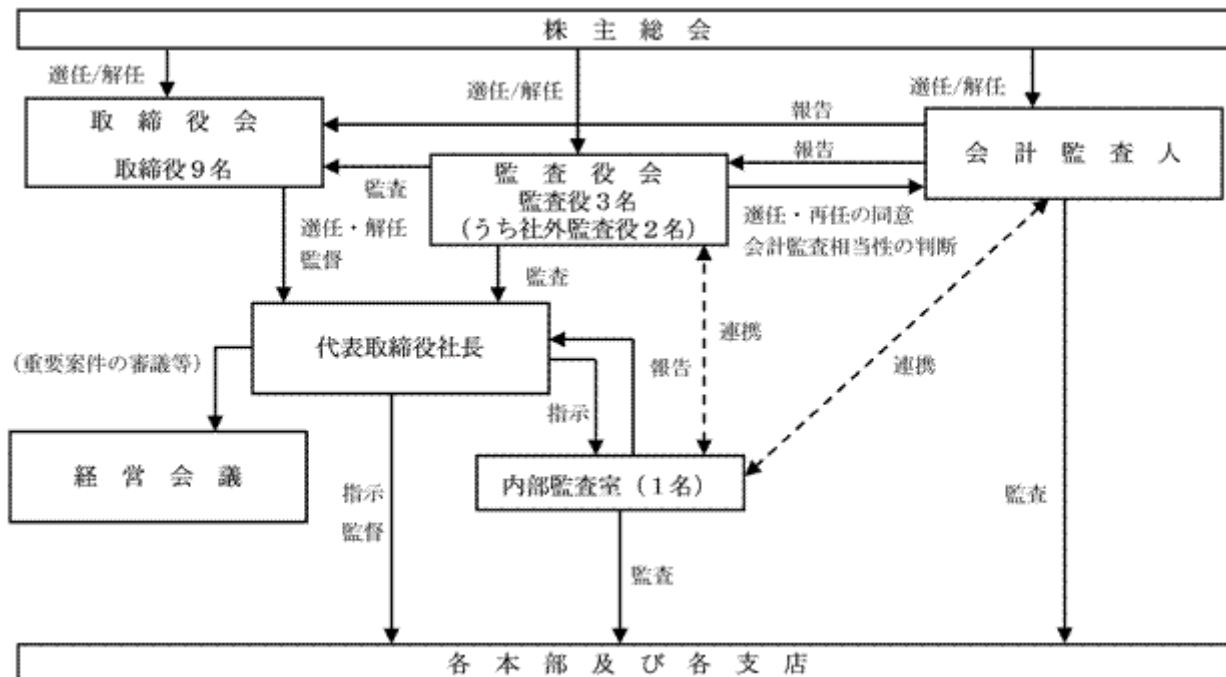 株主総会
選任/解任
選任/解任
選任/解任
取締役会
取締役9名
報告
報告
会計監査人
監査
監査役会
監査役3名
(うち社外監査役2名)
選任・再任の同意
会計監査相当性の判断
選任・解任
監督
監査
代表取締役社長
連携
(重要案件の審議等)
報告
連携
指示
経営会議
内部監査室(1名)
指示
監督
監査
監査
各本部及び各支店